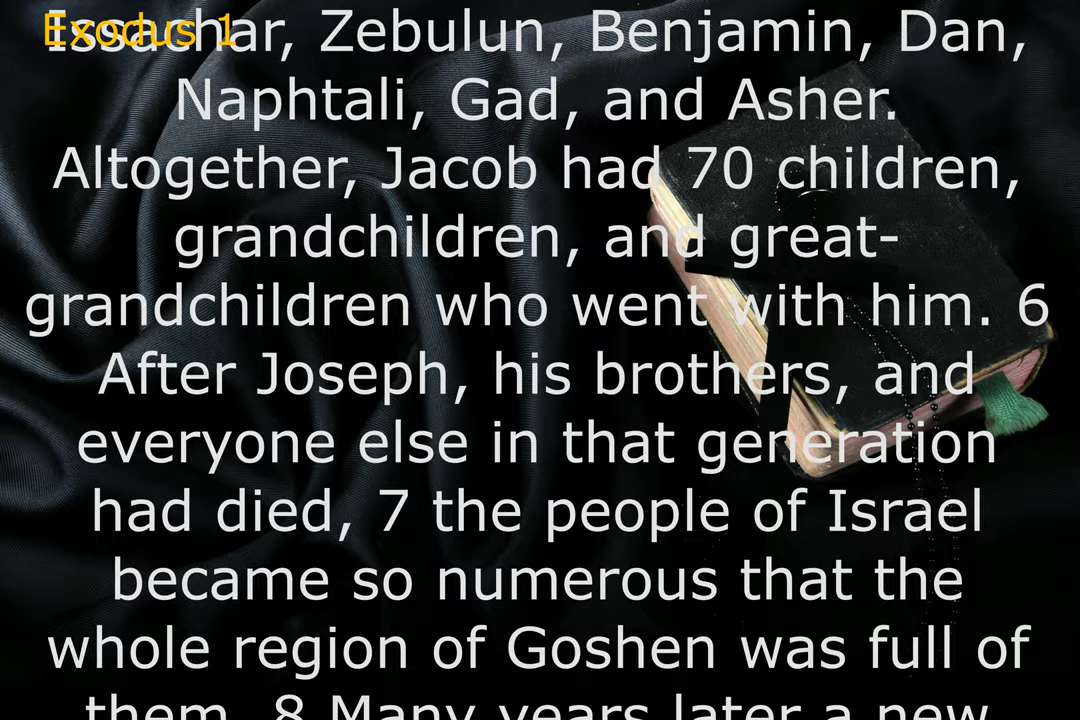 Exodus 1
Issachar, Zebulun, Benjamin, Dan,
Naphtali, Gad, and Asher.
Altogether, Jacob had 70 children,
grandchildren, and great-
grandchildren who went with him. 6
After Joseph, his brothers, and
everyone else in that generation
had died, 7 the people of Israel
became so numerous that the
whole region of Goshen was full of
them. 8 Many years later a new